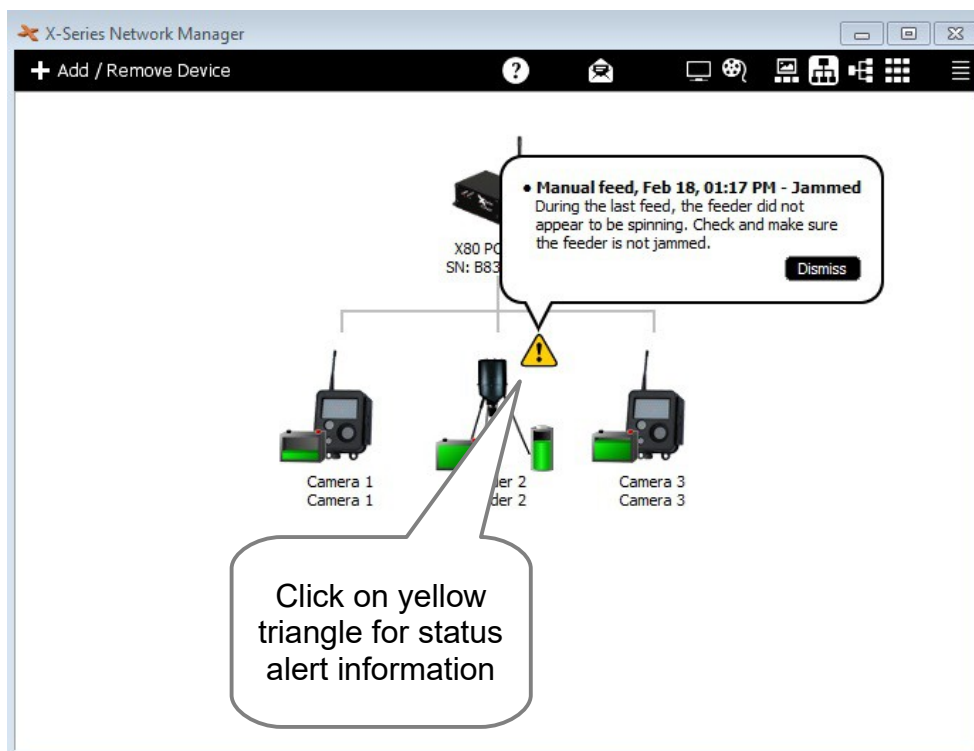 X-Series Network Manager
Add / Remove Device
?
• Manual feed, Feb 18, 01:17 PM - Jammed
During the last feed, the feeder did not
appear to be spinning. Check and make sure
the feeder is not jammed.
Dismiss
X80
SN: B83
Camera 1
Camera 1
2
2
Camera 3
Camera 3
Click on yellow
triangle for status
alert information